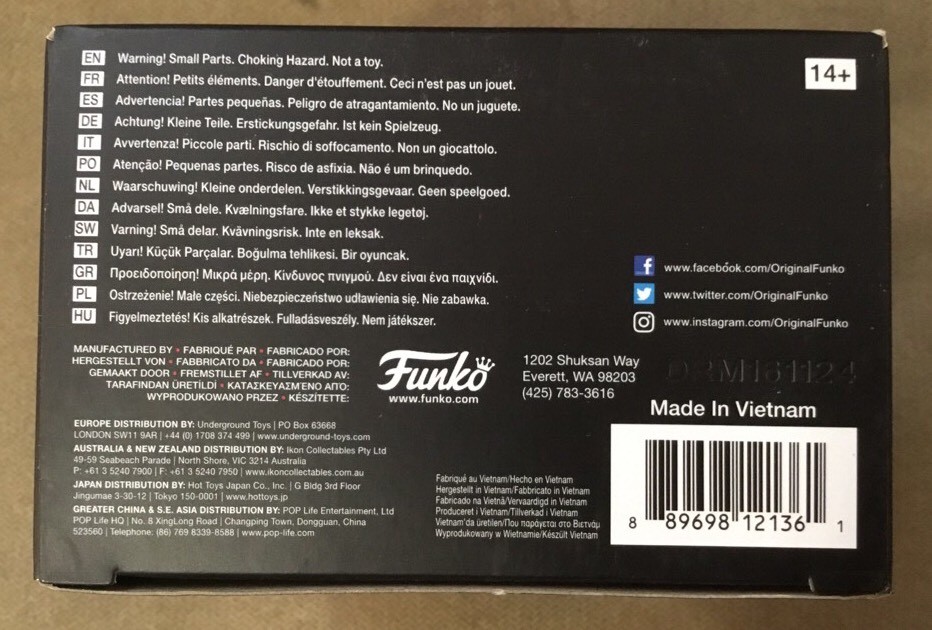 EN Warning! Small Parts. Choking Hazard. Not a toy.
14+
FR Attention! Petits éléments. Danger d'étouffement. Ceci n'est pas un jouet.
ES Advertencia! Partes pequeñas. Peligro de atragantamiento. No un juguete.
DE Achtung! Kleine Teile. Erstickungsgefahr. Ist kein Spielzeug.
IT Avvertenza! Piccole parti. Rischio di soffocamento. Non un giocattolo.
PO Atenção! Pequenas partes. Risco de asfixia. Não é um brinquedo.
NL Waarschuwing! Kleine onderdelen. Verstikkingsgevaar. Geen speelgoed.
DA Advarsel! Små dele. Kvælningsfare. Ikke et stykke legetøj.
SW Varning! Små delar. Kvävningsrisk. Inte en leksak.
TR Uyarı! Küçük Parçalar. Boğulma tehlikesi. Bir oyuncak.
GR Προειδοποίηση! Μικρά μέρη. Κίνδυνος πνιγμού. Δεν είναι ένα παιχνίδι.
PL Ostrzeżenie! Małe części. Niebezpieczeństwo udławienia się. Nie zabawka.
HU Figyelmeztetés! Kis alkatrészek. Fulladásveszély. Nem játékszer.
www.facebook.com/OriginalFunko
www.twitter.com/OriginalFunko
www.instagram.com/OriginalFunko
MANUFACTURED BY • FABRIQUÉ PAR • FABRICADO POR:
HERGESTELLT VON • FABBRICATO DA • FABRICADO POR:
GEMAAKT DOOR • FREMSTILLET AF • TILLVERKAD AV:
TARAFINDAN ÜRETİLDİ • ΚΑΤΑΣΚΕΥΑΣΜΈΝΟ ΑΠΌ:
WYPRODUKOWANO PRZEZ • KÉSZÍTETTE:
Funko
www.funko.com
1202 Shuksan Way
Everett, WA 98203
(425) 783-3616
DRM161124
Made In Vietnam
EUROPE DISTRIBUTION BY: Underground Toys | PO Box 63668
LONDON SW11 9AR | +44 (0) 1708 374 499 | www.underground-toys.com
AUSTRALIA & NEW ZEALAND DISTRIBUTION BY: Ikon Collectables Pty Ltd
49-59 Seabeach Parade | North Shore, VIC 3214 Australia
P: +61 3 5240 7900 | F: +61 3 5240 7950 | www.ikoncollectables.com.au
JAPAN DISTRIBUTION BY: Hot Toys Japan Co., Inc. | G Bldg 3rd Floor
Jingumae 3-30-12 | Tokyo 150-0001 | www.hottoys.jp
GREATER CHINA & S.E. ASIA DISTRIBUTION BY: POP Life Entertainment, Ltd
POP Life HQ | No. 8 XingLong Road | Changping Town, Dongguan, China
523560 | Telephone: (86) 769 8339-8588 | www.pop-life.com
Fabriqué au Vietnam/Hecho en Vietnam
Hergestellt in Vietnam/Fabbricato in Vietnam
Fabricado na Vietnã/Vervaardigd in Vietnam
Produceret i Vietnam/Tillverkad i Vietnam
Vietnam'da üretilen/Που παράγεται στο Βιετνάμ
Wyprodukowany w Wietnamie/Készült Vietnam
8 89698 12136 1